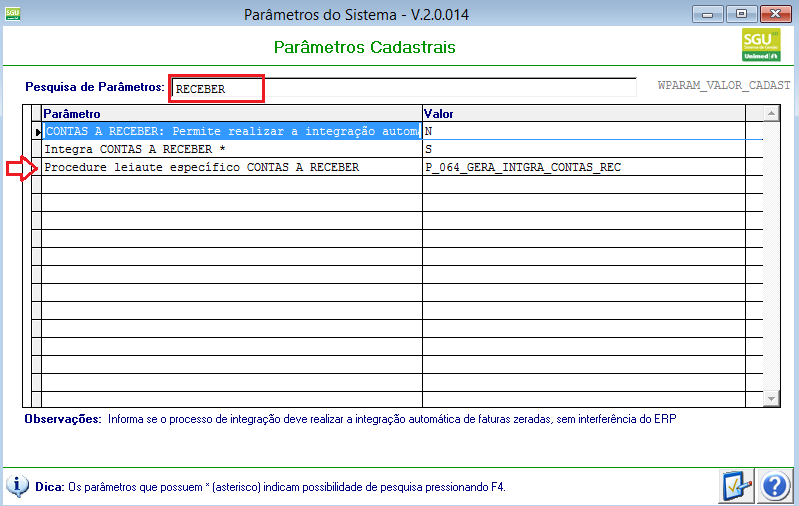 SGU
Unimed
Parâmetros do Sistema - V.2.0.014
Parâmetros Cadastrais
SGU
Unimed
Pesquisa de Parâmetros: RECEBER WPARAM_VALOR_CADAST
Parâmetro Valor
CONTAS A RECEBER: Permite realizar a integração autom N
Integra CONTAS A RECEBER * S
Procedure leiaute específico CONTAS A RECEBER P_064_GERA_INTGRA_CONTAS_REC
Observações: Informa se o processo de integração deve realizar a integração automática de faturas zeradas, sem interferência do ERP
Dica: Os parâmetros que possuem * (asterisco) indicam possibilidade de pesquisa pressionando F4.